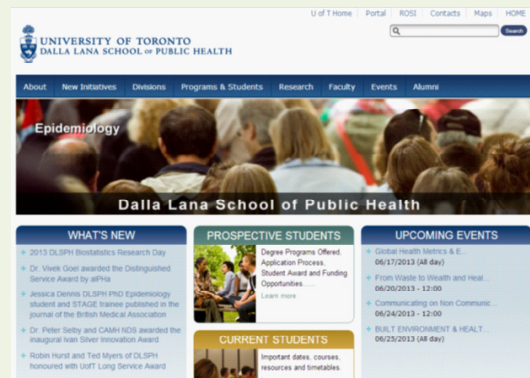 U of T Home Portal ROSI Contacts Maps HOME
Search
UNIVERSITY OF TORONTO
DALLA LANA SCHOOL OF PUBLIC HEALTH
About New Initiatives Divisions Programs & Students Research Faculty Events Alumni
Epidemiology
Dalla Lana School of Public Health
WHAT'S NEW
2013 DLSPH Biostatistics Research Day
Dr. Vivek Goel awarded the Distinguished
Service Award by alPHa
Jessica Dennis DLSPH PhD Epidemiology
student and STAGE trainee published in the
journal of the British Medical Association
Dr. Peter Selby and CAMH NDS awarded the
inaugural Ivan Silver Innovation Award
Robin Hurst and Ted Myers of DLSPH
honoured with UofT Long Service Award
PROSPECTIVE STUDENTS
Degree Programs Offered,
Application Process,
Student Award and Funding
Opportunities......
Learn more
CURRENT STUDENTS
Important dates, courses,
resources and timetables.
UPCOMING EVENTS
Global Health Metrics & E...
06/17/2013 (All day)
From Waste to Wealth and Heal...
06/20/2013 - 12:00
Communicating on Non Communic...
06/24/2013 - 12:00
BUILT ENVIRONMENT & HEALT...
06/25/2013 (All day)